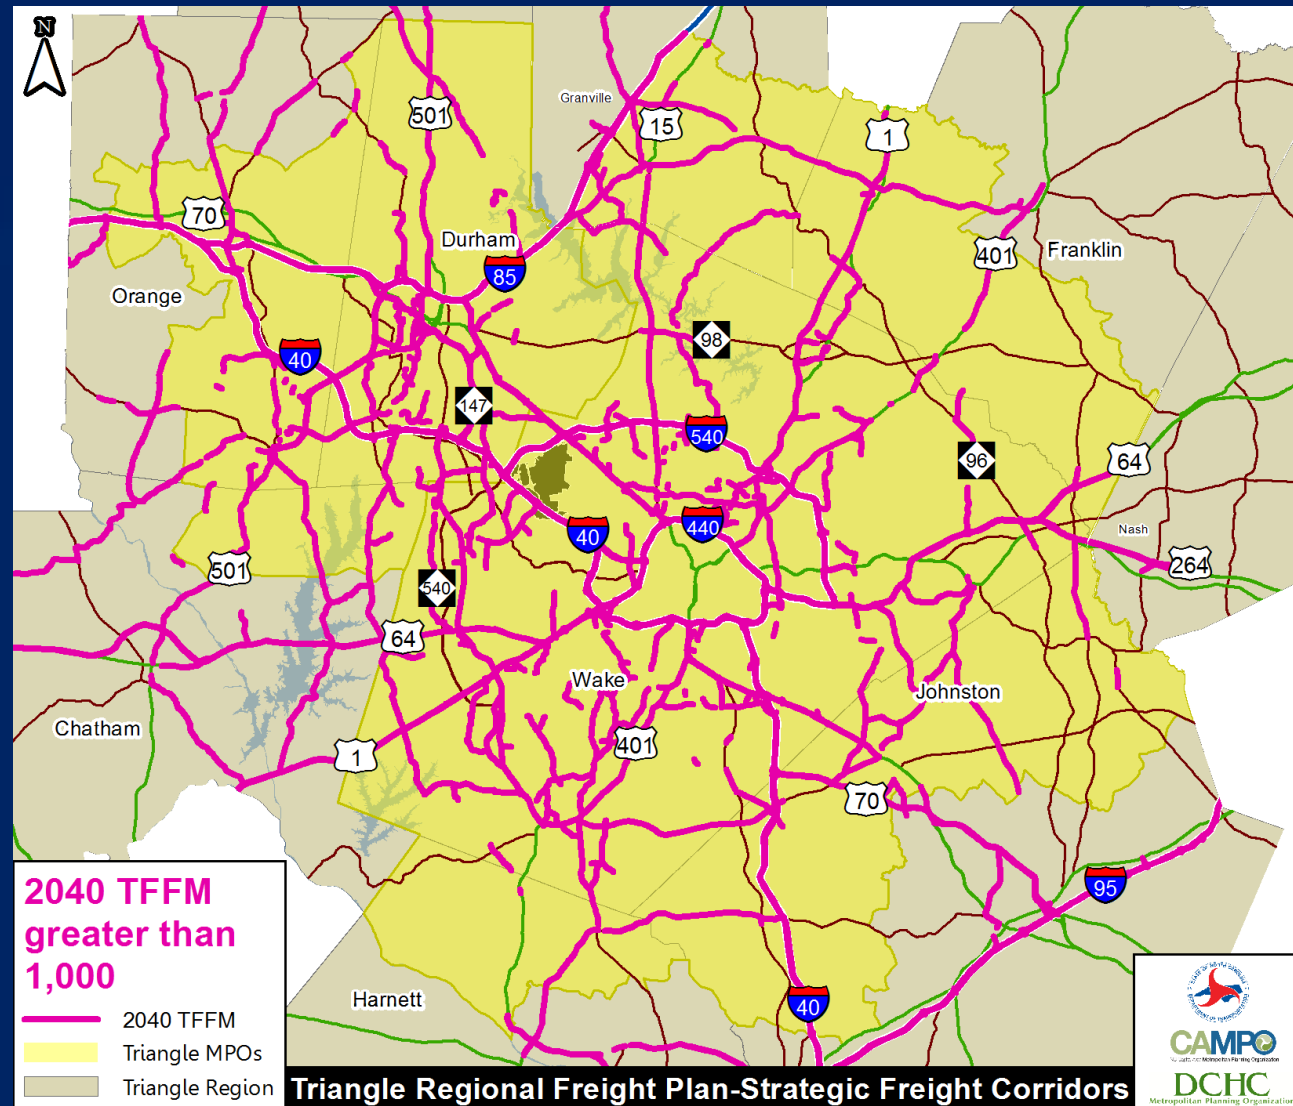 N
Granville
501
15
1
70
Durham
401
Franklin
85
Orange
98
40
147
540
96
64
440
40
Nash
501
264
540
64
Wake
Johnston
Chatham
401
1
70
95
2040 TFFM
greater than
1,000
Harnett
40
2040 TFFM
Triangle MPOs
Triangle Region
Triangle Regional Freight Plan-Strategic Freight Corridors
CAMPO
DCHC
Metropolitan Planning Organization